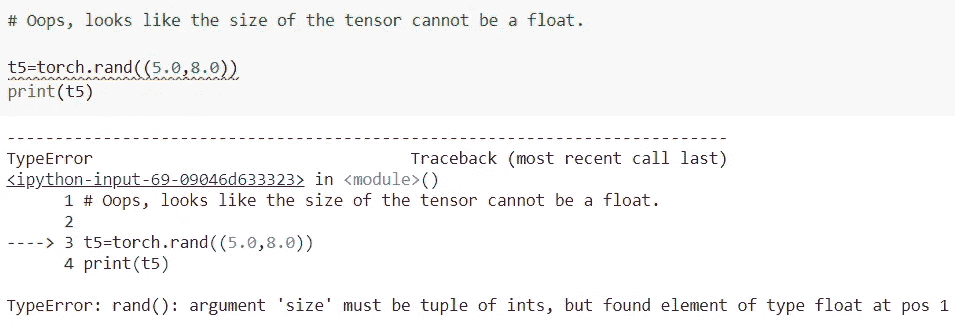 # Oops, looks like the size of the tensor cannot be a float.
t5=torch.rand((5.0,8.0))
print(t5)
---------------------------------------------------------------------------
TypeError                                 Traceback (most recent call last)
<ipython-input-69-09046d633323> in <module>()
      1 # Oops, looks like the size of the tensor cannot be a float.
      2
----> 3 t5=torch.rand((5.0,8.0))
      4 print(t5)
TypeError: rand(): argument 'size' must be tuple of ints, but found element of type float at pos 1